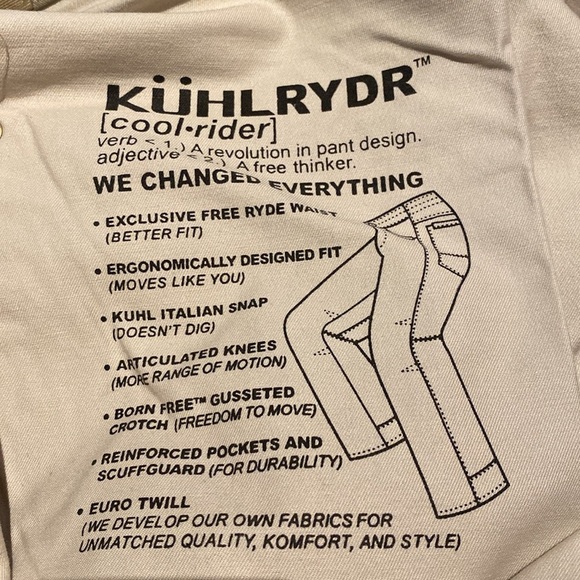 KÜHLRYDR™
[cool•rider]
verb < 1.) A revolution in pant design.
adjective < 2.) A free thinker.
WE CHANGED EVERYTHING
• EXCLUSIVE FREE RYDE WAIST
(BETTER FIT)
• ERGONOMICALLY DESIGNED FIT
(MOVES LIKE YOU)
• KUHL ITALIAN SNAP
(DOESN'T DIG)
• ARTICULATED KNEES
(MORE RANGE OF MOTION)
• BORN FREE™ GUSSETED
CROTCH (FREEDOM TO MOVE)
• REINFORCED POCKETS AND
SCUFFGUARD (FOR DURABILITY)
• EURO TWILL
(WE DEVELOP OUR OWN FABRICS FOR
UNMATCHED QUALITY, KOMFORT, AND STYLE)